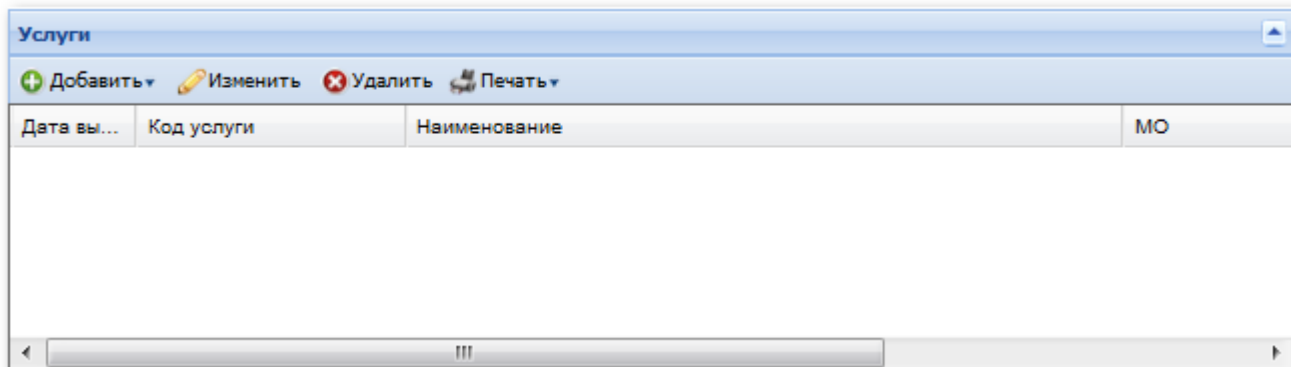 Услуги
Добавить Изменить Удалить Печать
Дата вы... Код услуги Наименование МО